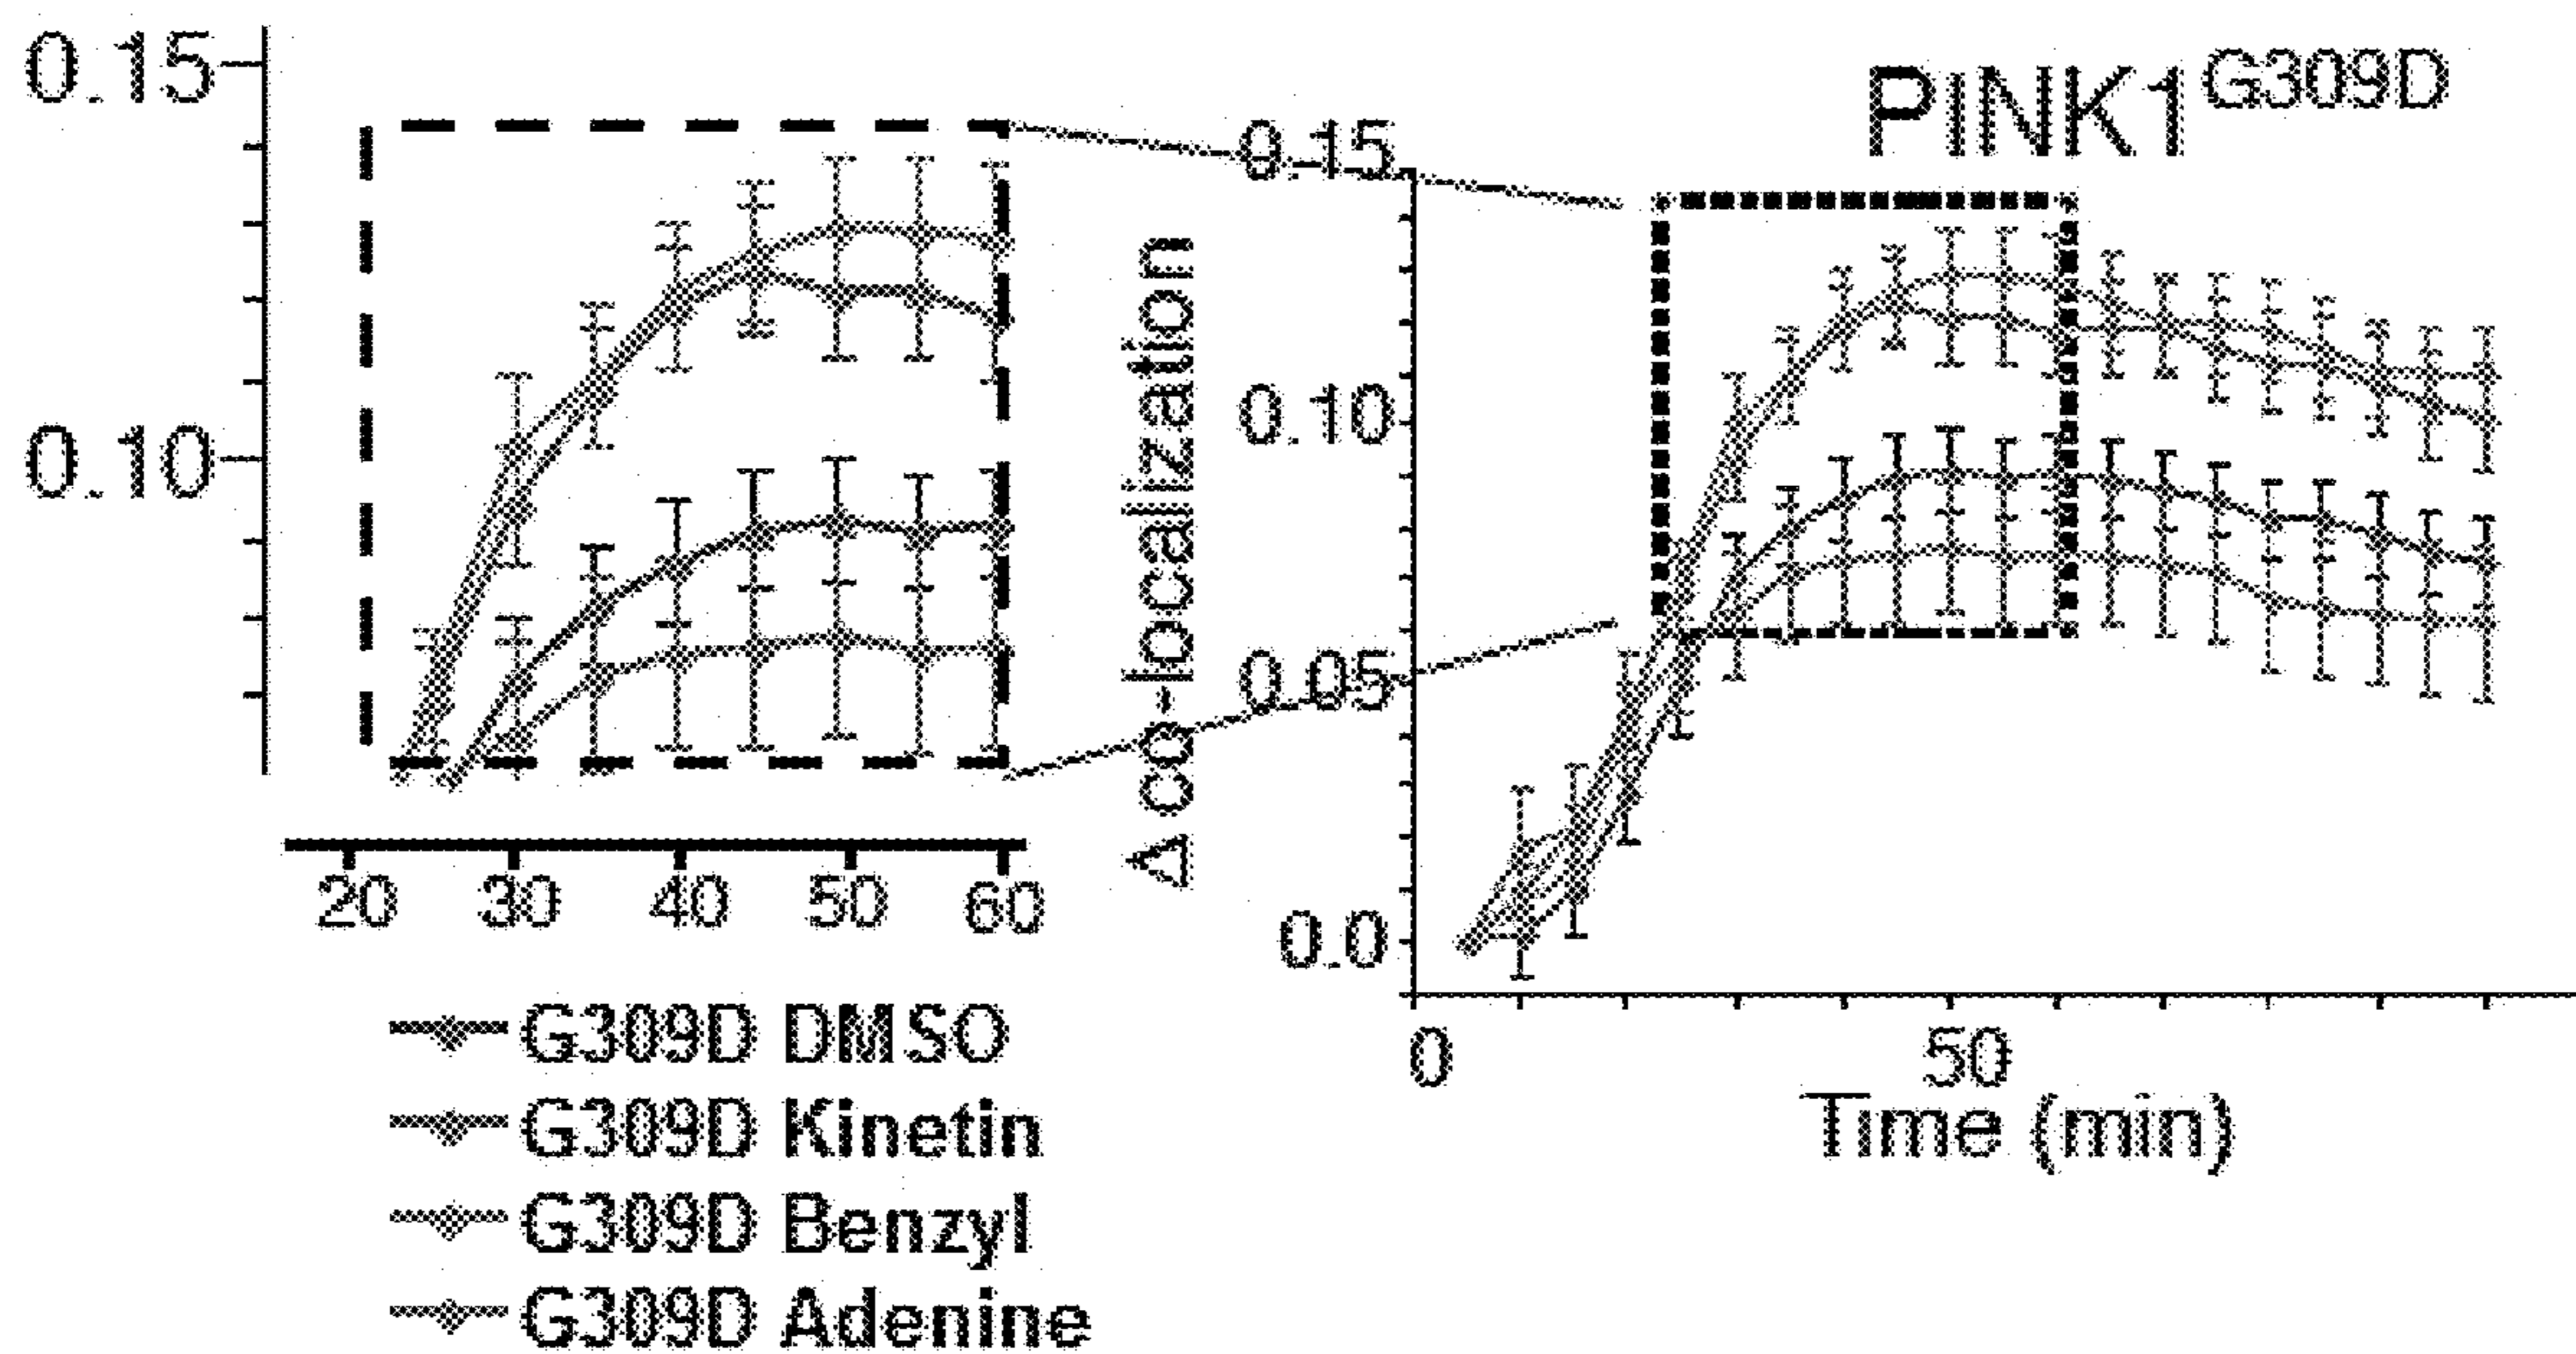 0.15
0.10
20 30 40 50 60
G309D DMSO
G309D Kinetin
G309D Benzyl
G309D Adenine
PINK1G309D
Δ co-localization
0.15
0.10
0.05
0.0
0 50
Time (min)